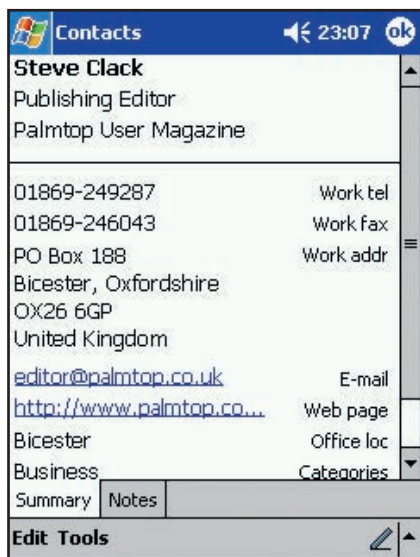 Contacts 23:07 ok
Steve Clack
Publishing Editor
Palmtop User Magazine
01869-249287 Work tel
01869-246043 Work fax
PO Box 188 Work addr
Bicester, Oxfordshire
OX26 6GP
United Kingdom
editor@palmtop.co.uk E-mail
http://www.palmtop.co... Web page
Bicester Office loc
Business Categories
Summary Notes
Edit Tools